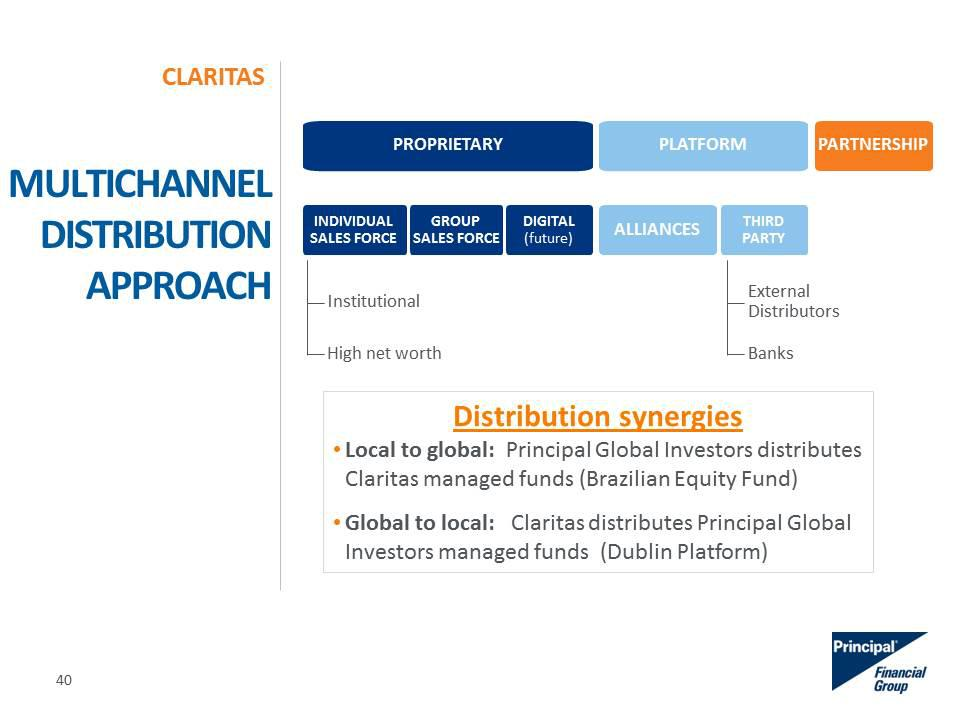 CLARITAS
MULTICHANNEL
DISTRIBUTION
APPROACH
PROPRIETARY
PLATFORM
PARTNERSHIP
INDIVIDUAL
SALES FORCE
GROUP
SALES FORCE
DIGITAL
(future)
ALLIANCES
THIRD
PARTY
Institutional
High net worth
External
Distributors
Banks
Distribution synergies
• Local to global: Principal Global Investors distributes
Claritas managed funds (Brazilian Equity Fund)
• Global to local: Claritas distributes Principal Global
Investors managed funds (Dublin Platform)
40
Principal®
Financial
Group